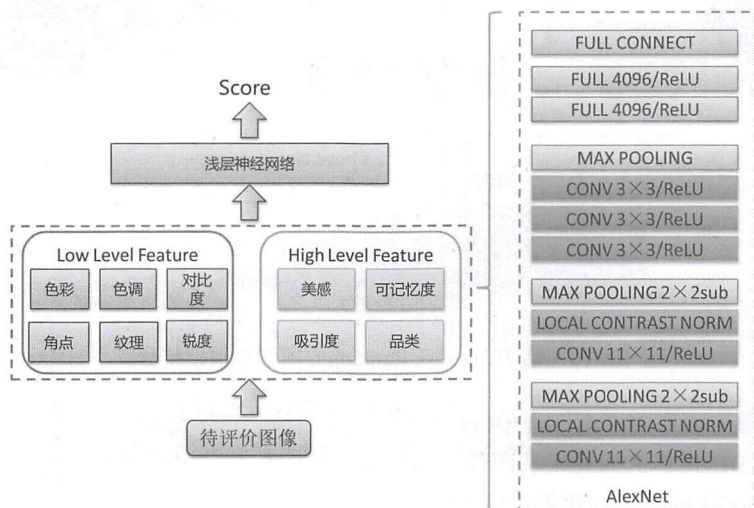 Score
浅层神经网络
Low Level Feature
色彩
色调
对比
度
角点
纹理
锐度
High Level Feature
美感
可记忆度
吸引度
品类
待评价图像
FULL CONNECT
FULL 4096/ReLU
FULL 4096/ReLU
MAX POOLING
CONV 3×3/ReLU
CONV 3×3/ReLU
CONV 3×3/ReLU
MAX POOLING 2×2sub
LOCAL CONTRAST NORM
CONV 11×11/ReLU
MAX POOLING 2×2sub
LOCAL CONTRAST NORM
CONV 11×11/ReLU
AlexNet